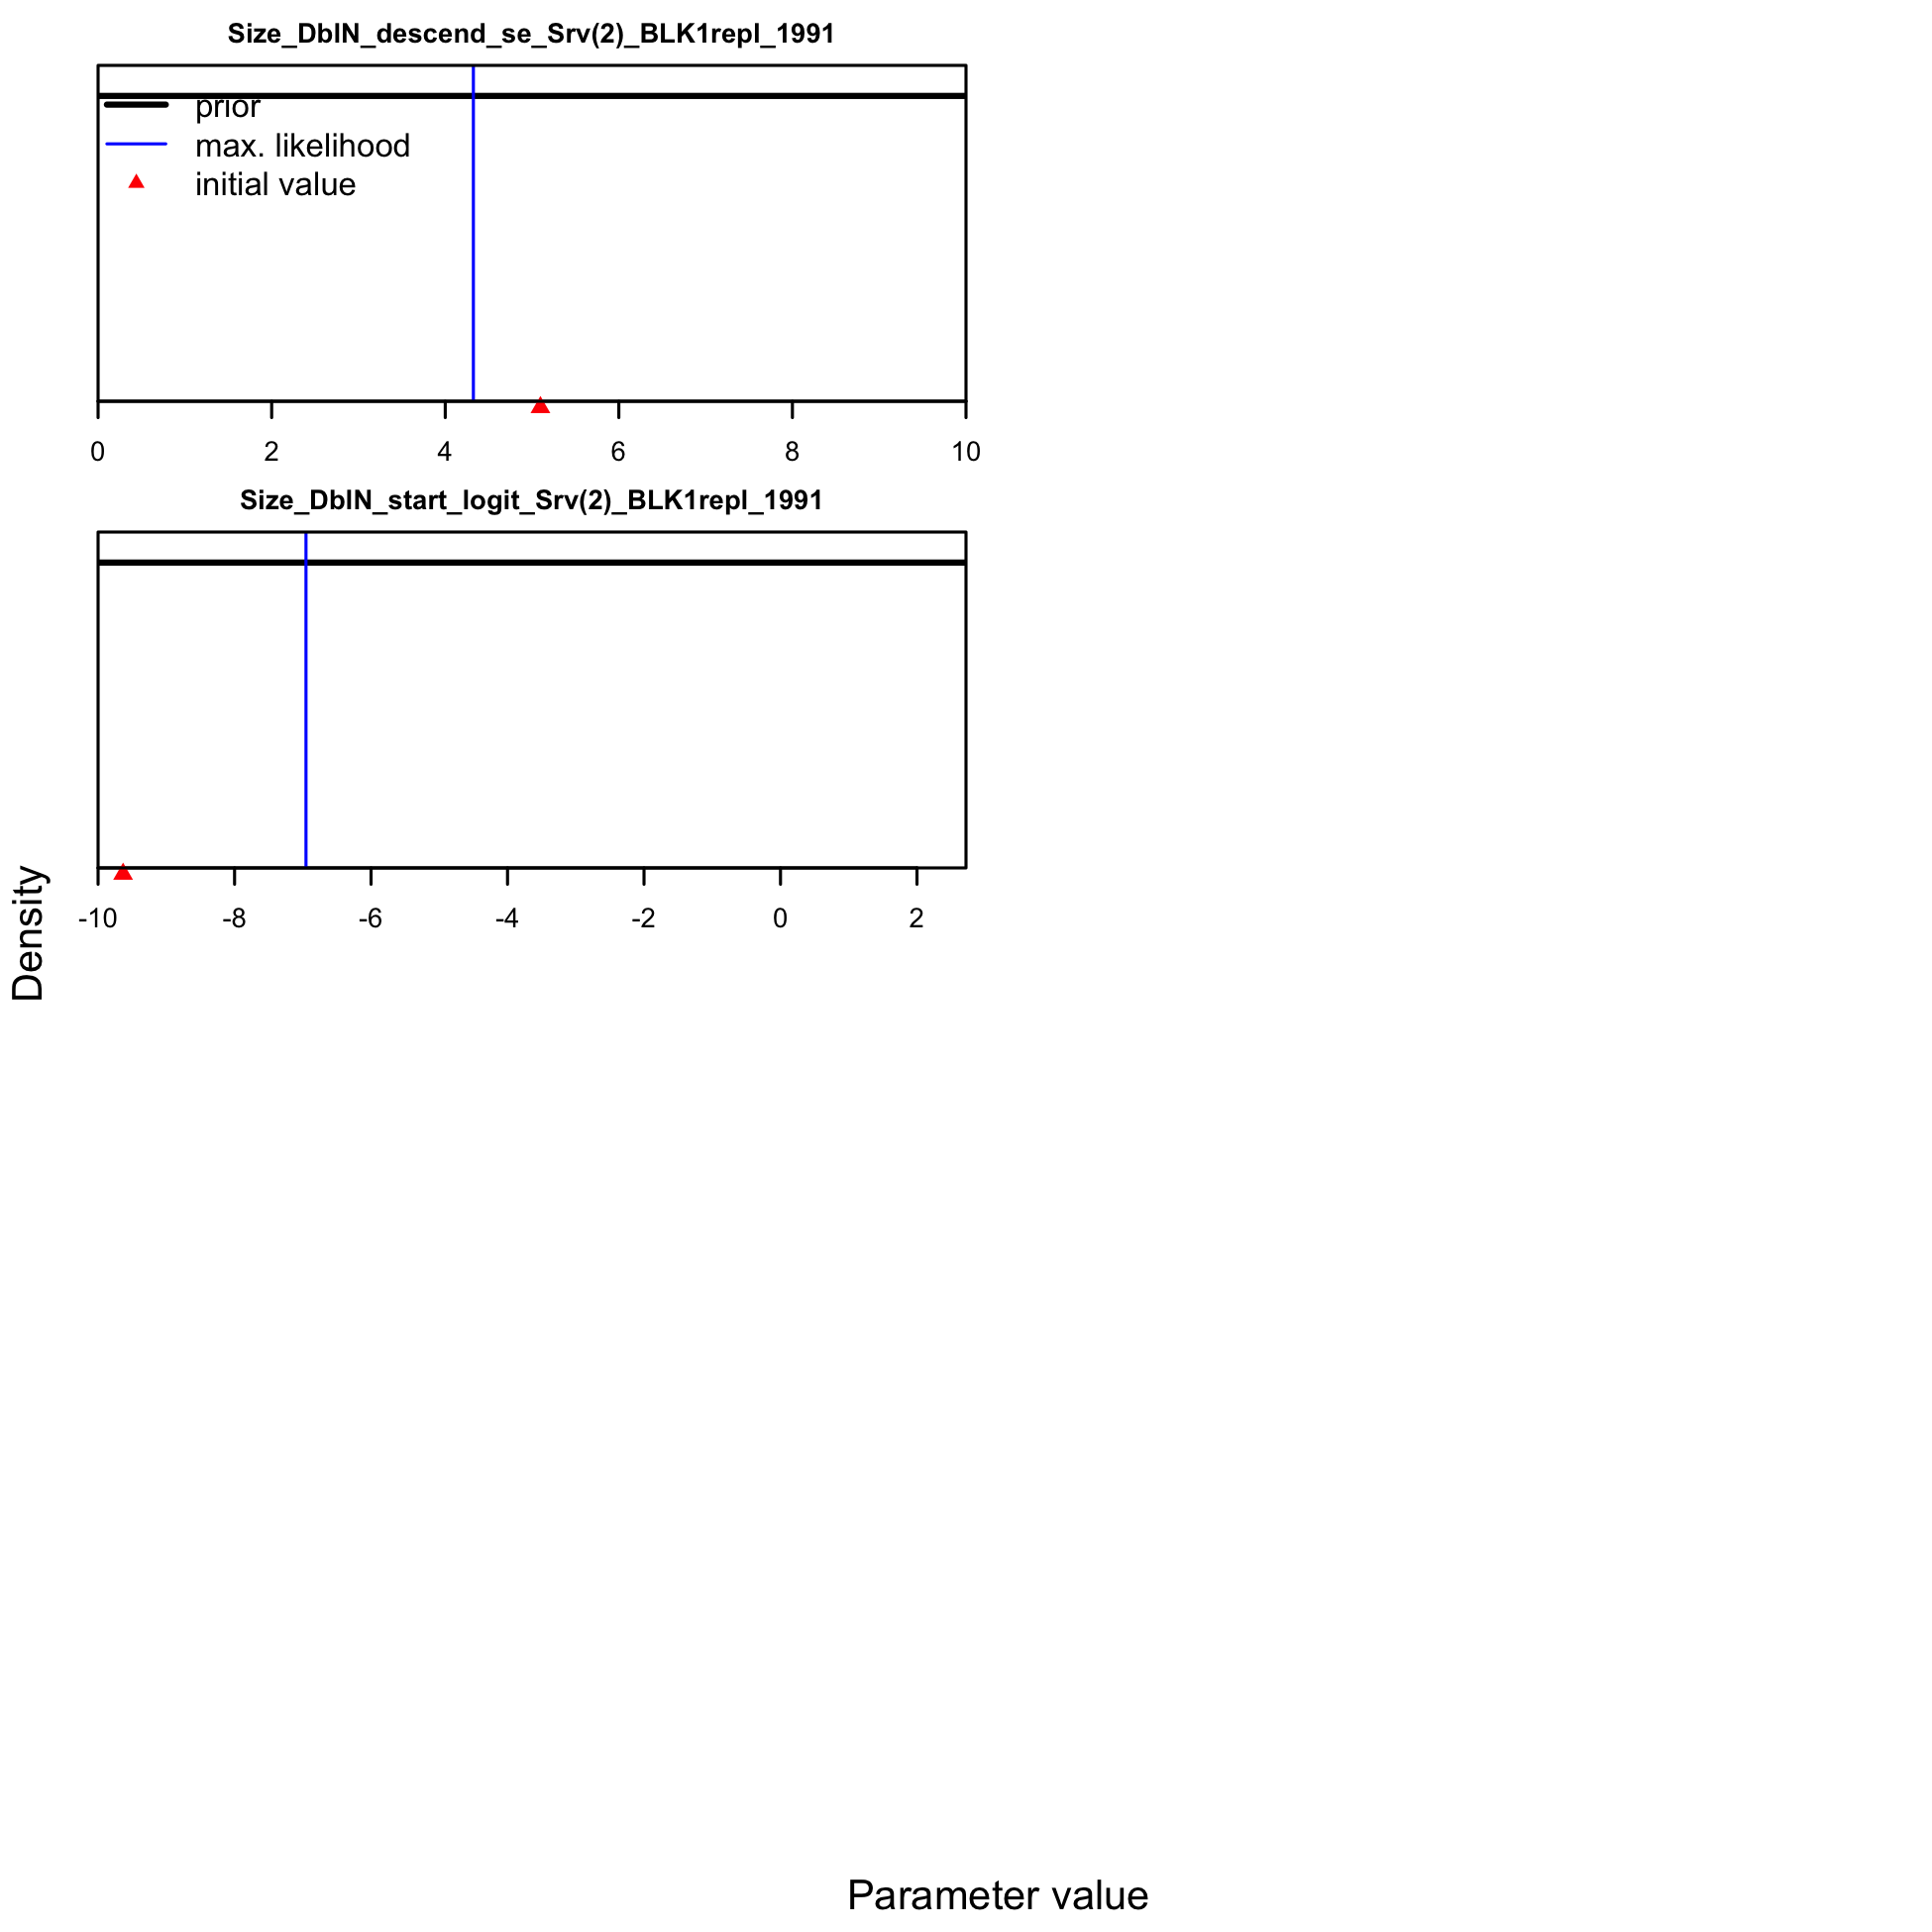 Size_DblN_descend_se_Srv(2)_BLK1repl_1991
prior
max. likelihood
initial value
0 2 4 6 8 10
Size_DblN_start_logit_Srv(2)_BLK1repl_1991
-10 -8 -6 -4 -2 0 2
Density
Parameter value